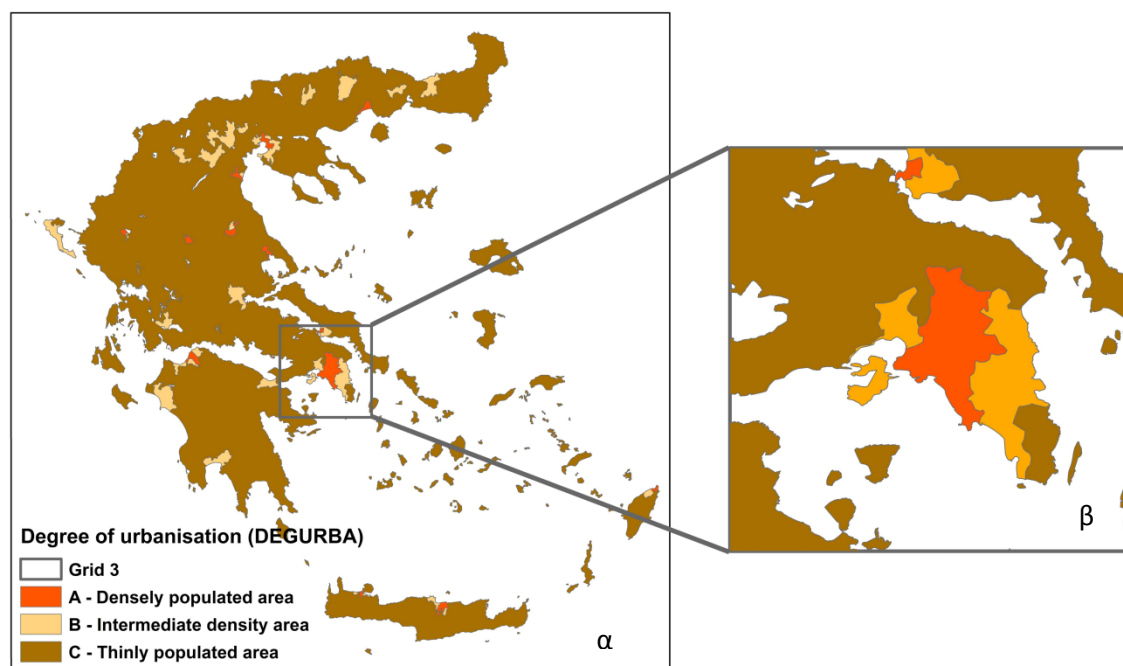 Degree of urbanisation (DEGURBA)
Grid 3
A - Densely populated area
B - Intermediate density area
C - Thinly populated area
α
β